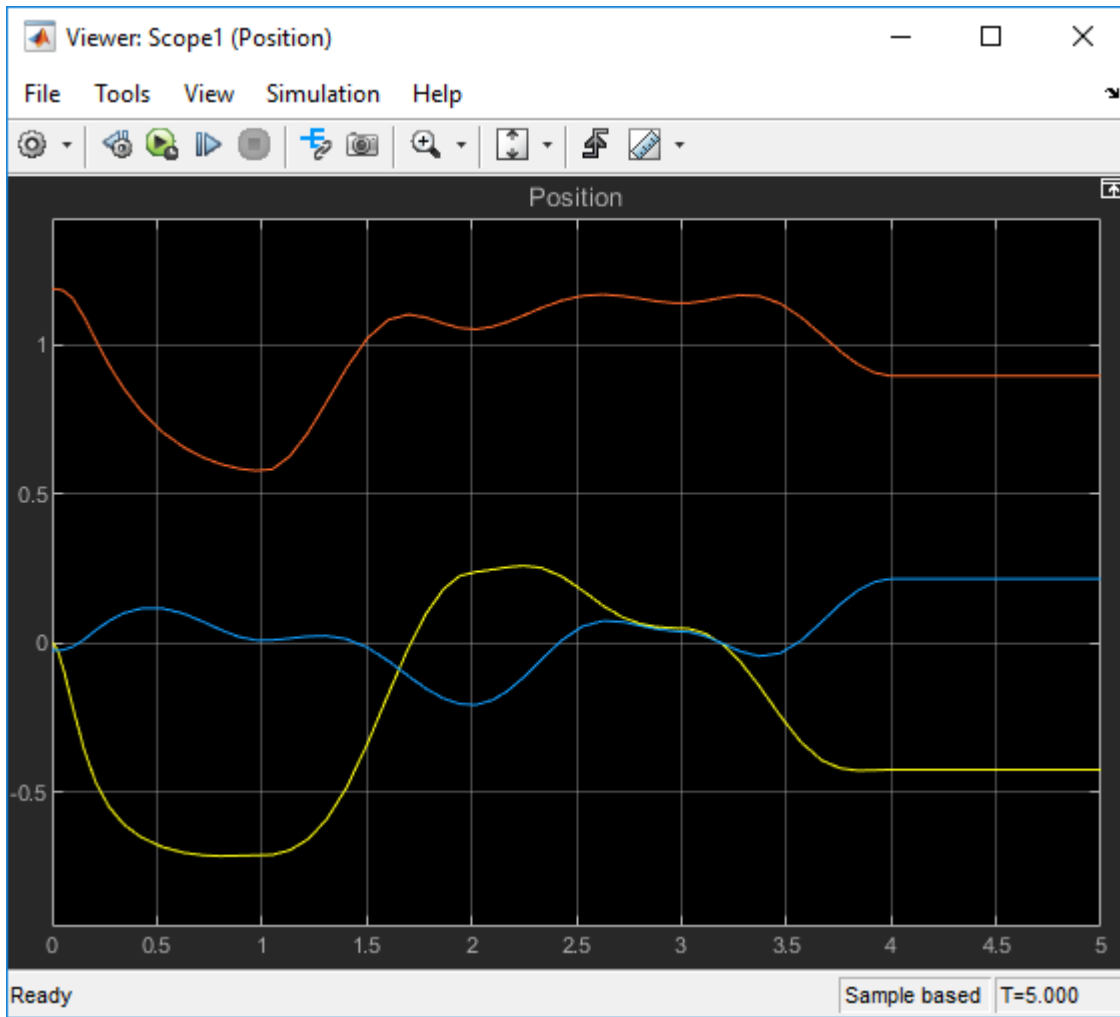 Viewer: Scope1 (Position)
File Tools View Simulation Help
Position
1
0.5
0
-0.5
0 0.5 1 1.5 2 2.5 3 3.5 4 4.5 5
Ready Sample based T=5.000